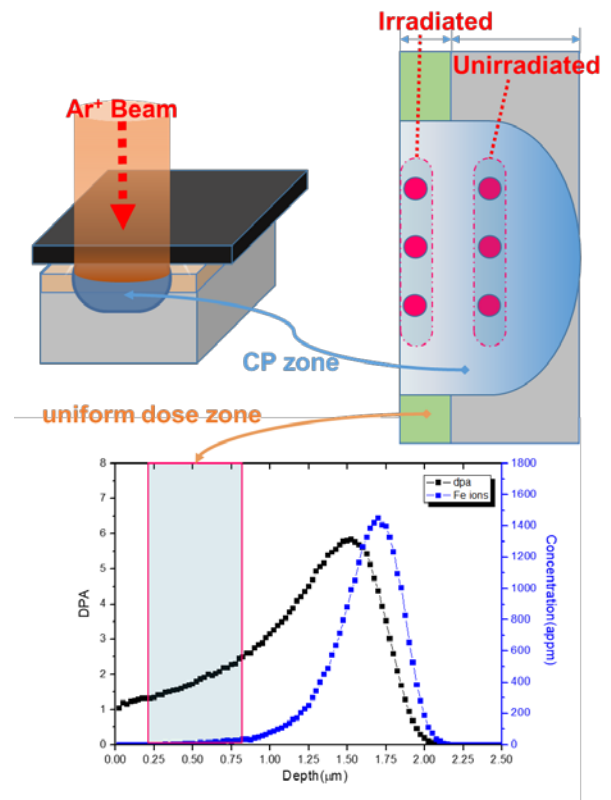 Irradiated
Unirradiated
Ar+ Beam
CP zone
uniform dose zone
8
7
6
5
4
3
2
1
0
DPA
dpa
Fe ions
1800
1600
1400
1200
1000
800
600
400
200
0
Concentration(appm)
0.00 0.25 0.50 0.75 1.00 1.25 1.50 1.75 2.00 2.25 2.50
Depth(μm)